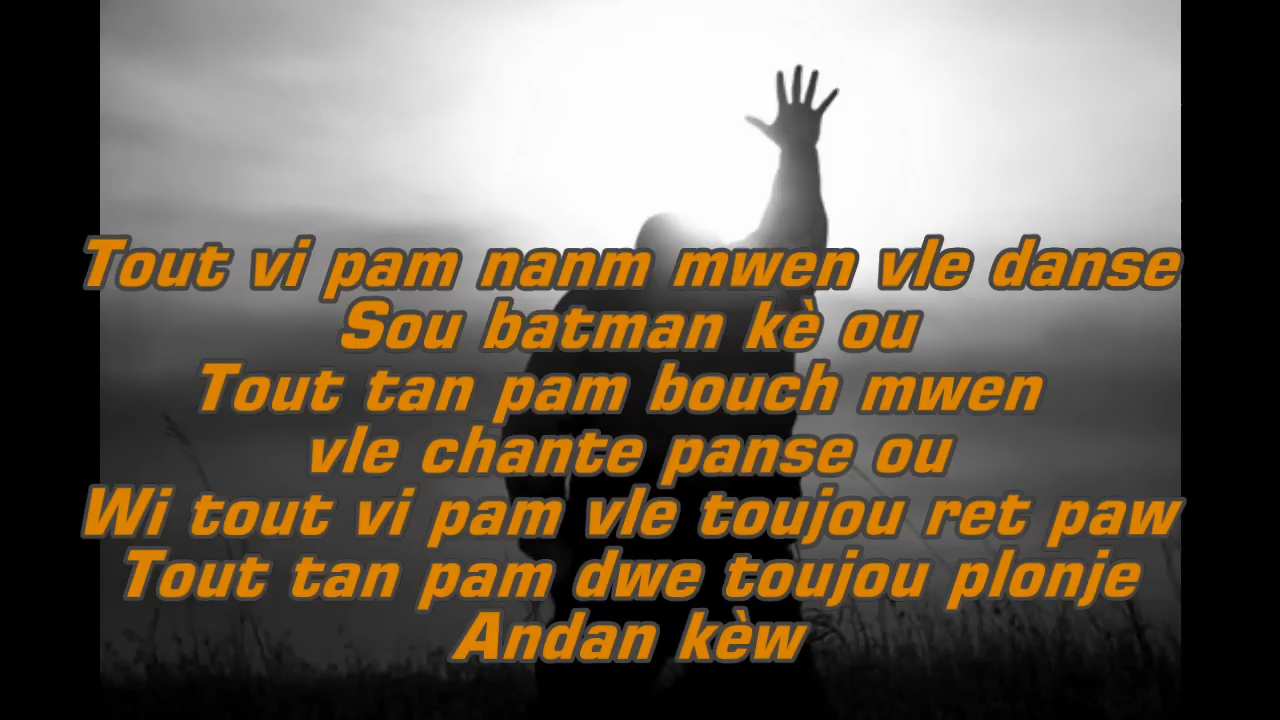 Tout vi pam nanm mwen vle danse
Sou batman kè ou
Tout tan pam bouch mwen
vle chante panse ou
Wi tout vi pam vle toujou ret paw
Tout tan pam dwe toujou plonje
Andan kèw